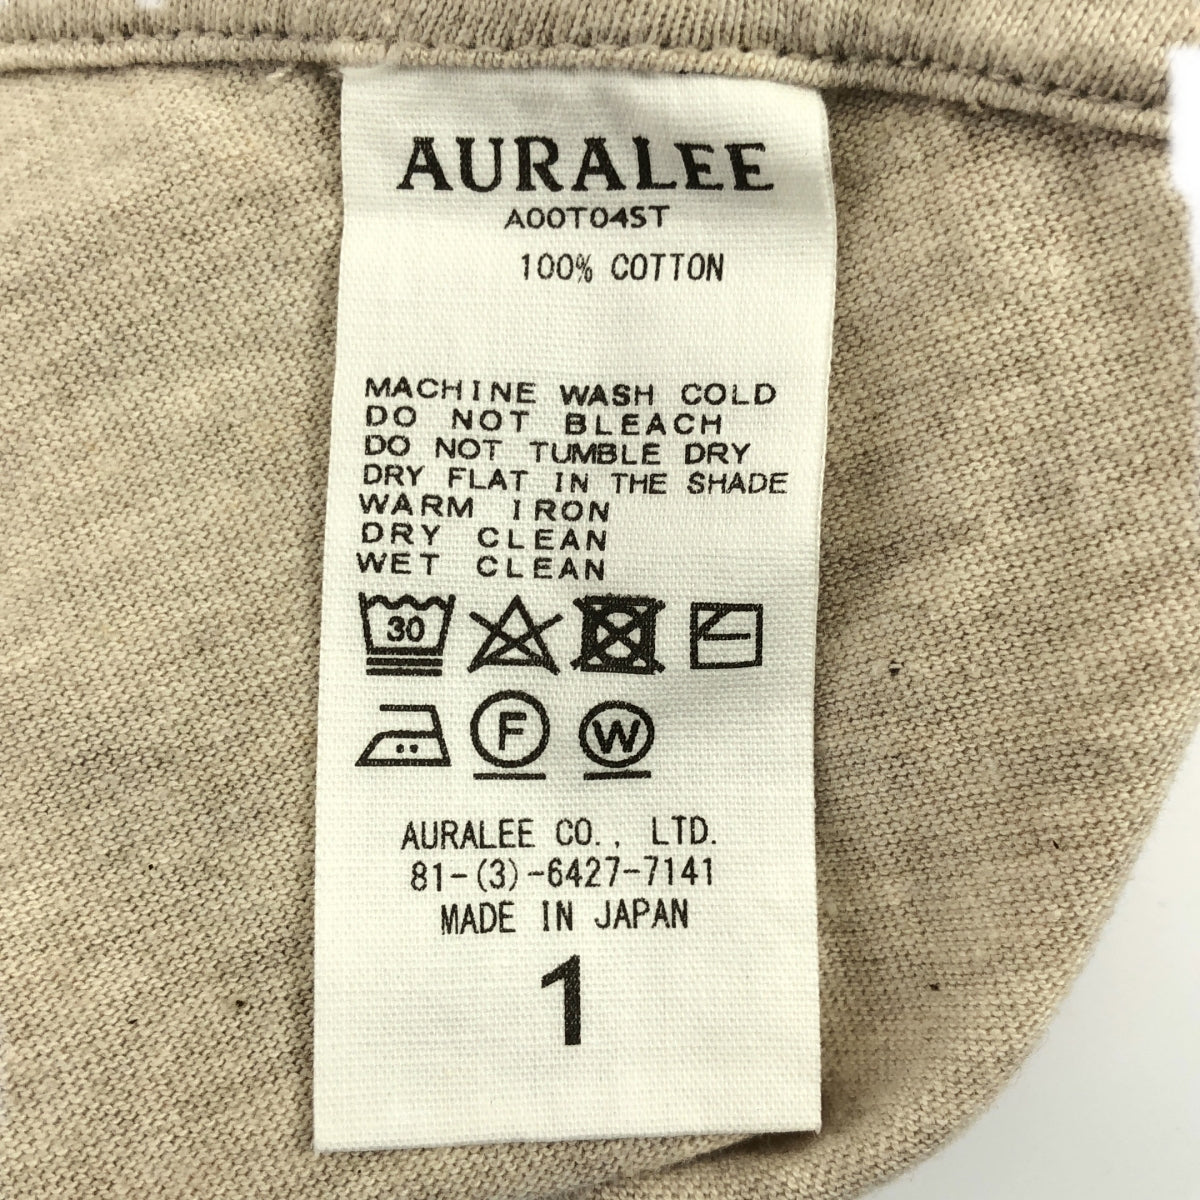 AURALEE
A00T04ST
100% COTTON
MACHINE WASH COLD
DO NOT BLEACH
DO NOT TUMBLE DRY
DRY FLAT IN THE SHADE
WARM IRON
DRY CLEAN
WET CLEAN
30
F W
AURALEE CO., LTD.
81-(3)-6427-7141
MADE IN JAPAN
1